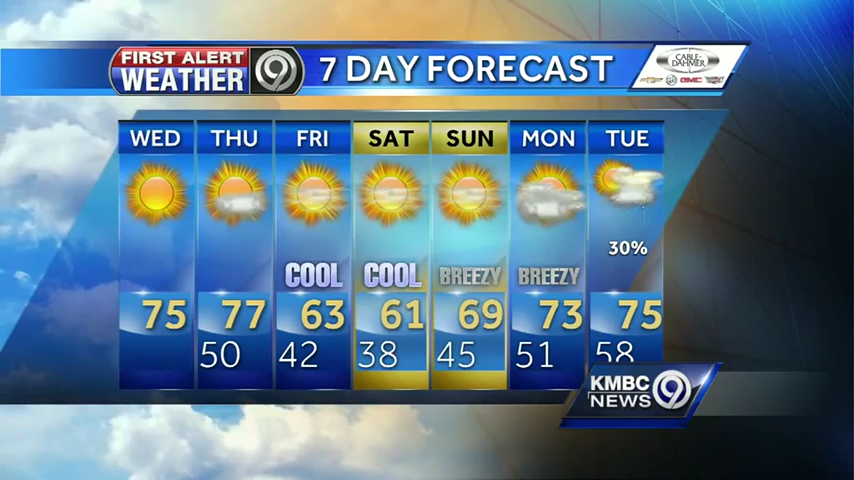 FIRST ALERT
WEATHER 9
7 DAY FORECAST
CABLE-
DAHMER
GMC
WED THU FRI SAT SUN MON TUE
30%
COOL COOL BREEZY BREEZY
75 77 63 61 69 73 75
50 42 38 45 51 58
KMBC 9
NEWS